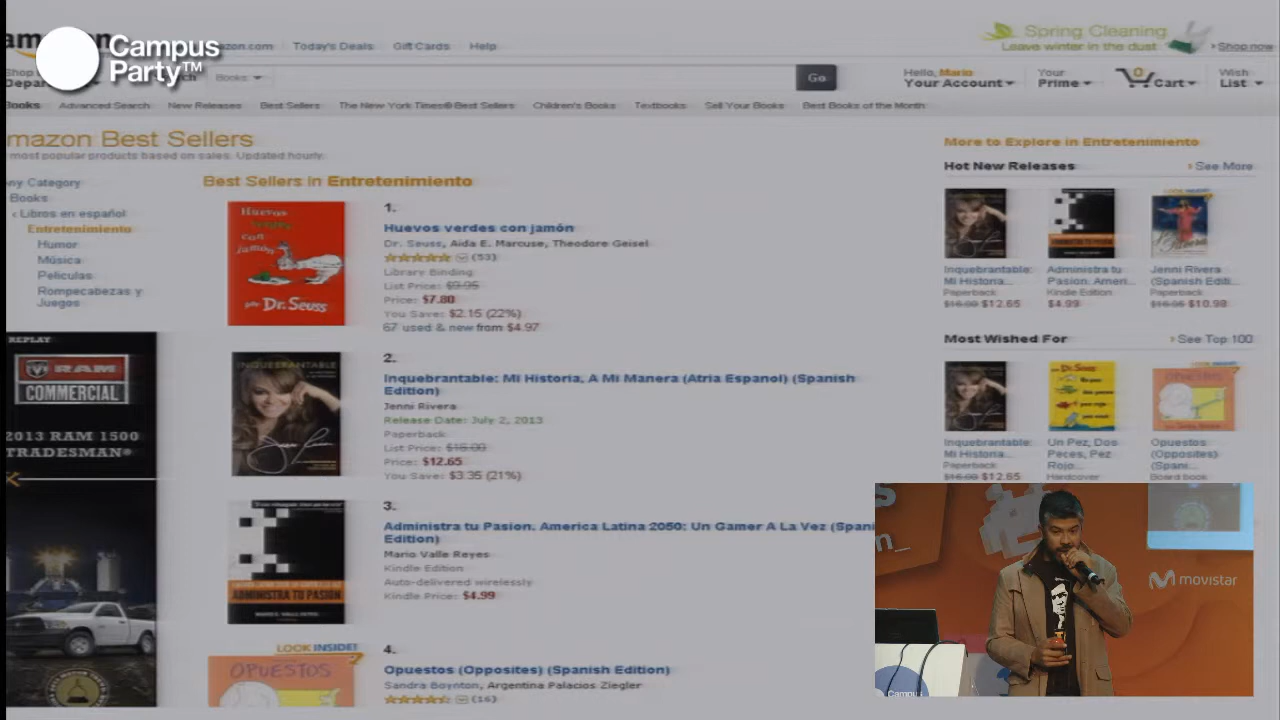 Campus
Party™
amazon.com
Today's Deals
Gift Cards
Help
Spring Cleaning
Leave winter in the dust
Shop now
Shop
Books
Go
Hello, Mario
Your Account
Your
Prime
0
Cart
Wish
List
Books
Advanced Search
New Releases
Best Sellers
The New York Times® Best Sellers
Children's Books
Textbooks
Sell Your Books
Best Books of the Month
mazon Best Sellers
most popular products based on sales. Updated hourly.
ny Category
Books
‹ Libros en español
Entretenimiento
Humor
Música
Películas
Rompecabezas y
Juegos
REPLAY
RAM
COMMERCIAL
2013 RAM 1500
TRADESMAN®
Best Sellers in Entretenimiento
Huevos
verdes
con
jamón
por Dr. Seuss
1.
Huevos verdes con jamón
Dr. Seuss, Aida E. Marcuse, Theodore Geisel
(53)
Library Binding
List Price: $9.95
Price: $7.80
You Save: $2.15 (22%)
67 used & new from $4.97
INQUEBRANTABLE
2.
Inquebrantable: Mi Historia, A Mi Manera (Atria Espanol) (Spanish
Edition)
Jenni Rivera
Release Date: July 2, 2013
Paperback
List Price: $16.00
Price: $12.65
You Save: $3.35 (21%)
ADMINISTRA TU PASIÓN
3.
Administra tu Pasion. America Latina 2050: Un Gamer A La Vez (Spani
Edition)
Mario Valle Reyes
Kindle Edition
Auto-delivered wirelessly
Kindle Price: $4.99
LOOK INSIDE!
OPUESTOS
4.
Opuestos (Opposites) (Spanish Edition)
Sandra Boynton, Argentina Palacios Ziegler
(16)
More to Explore in Entretenimiento
Hot New Releases
› See More
Inquebrantable:
Mi Historia...
Paperback
$16.00 $12.65
Administra tu
Pasion. Ameri...
Kindle Edition
$4.99
Jenni Rivera
(Spanish Editi...
Paperback
$10.98
Most Wished For
› See Top 100
Inquebrantable:
Mi Historia...
Paperback
$16.00 $12.65
Un Pez, Dos
Peces, Pez
Rojo...
Hardcover
OPUESTOS
Opuestos
(Opposites)
(Spani...
Board book
movistar
Campus